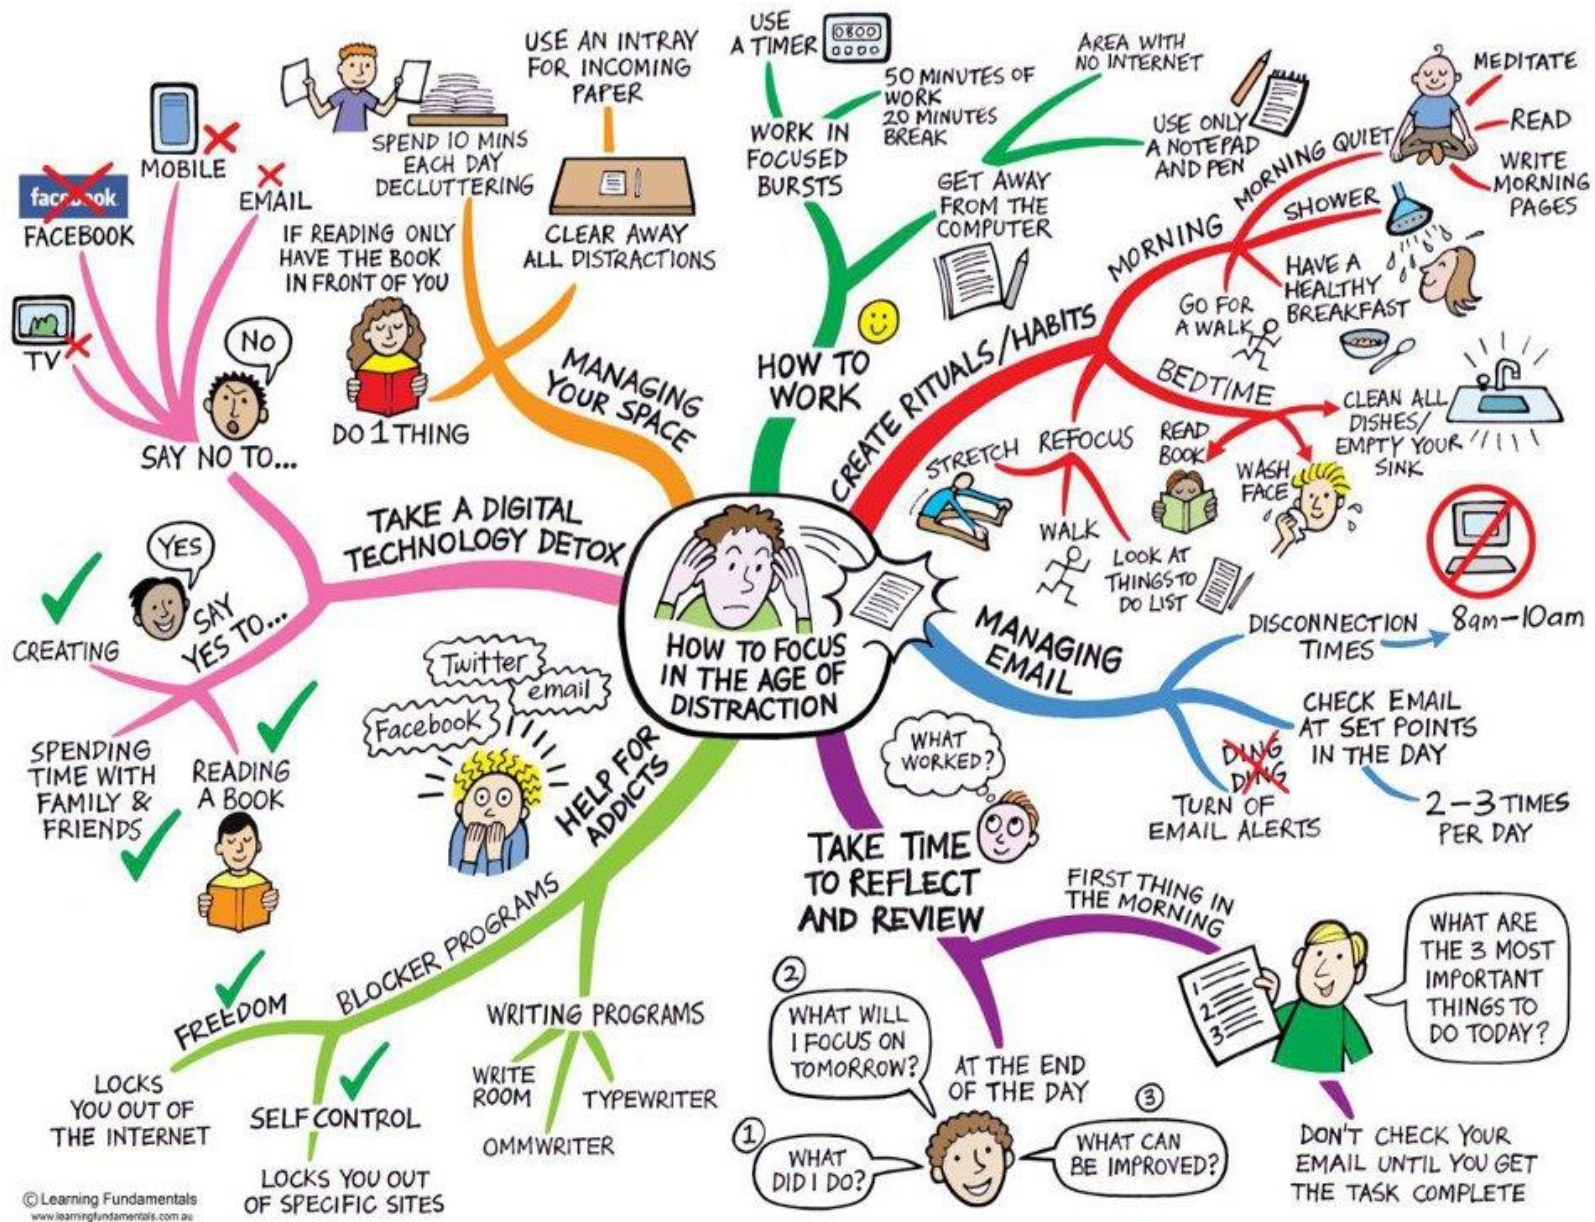 HOW TO FOCUS
IN THE AGE OF
DISTRACTION
HOW TO
WORK
WORK IN
FOCUSED
BURSTS
USE
A TIMER
0800
50 MINUTES OF
WORK
20 MINUTES
BREAK
GET AWAY
FROM THE
COMPUTER
AREA WITH
NO INTERNET
USE ONLY
A NOTEPAD
AND PEN
CREATE RITUALS/HABITS
MORNING
MORNING QUIET
MEDITATE
READ
WRITE
MORNING
PAGES
SHOWER
HAVE A
HEALTHY
BREAKFAST
GO FOR
A WALK
BEDTIME
CLEAN ALL
DISHES/
EMPTY YOUR
SINK
WASH
FACE
READ
BOOK
REFOCUS
STRETCH
WALK
LOOK AT
THINGS TO
DO LIST
MANAGING
EMAIL
DISCONNECTION
TIMES
8am-10am
CHECK EMAIL
AT SET POINTS
IN THE DAY
2-3 TIMES
PER DAY
DING
DING
TURN OF
EMAIL ALERTS
TAKE TIME
TO REFLECT
AND REVIEW
WHAT
WORKED?
FIRST THING IN
THE MORNING
1
2
3
WHAT ARE
THE 3 MOST
IMPORTANT
THINGS TO
DO TODAY?
DON'T CHECK YOUR
EMAIL UNTIL YOU GET
THE TASK COMPLETE
AT THE END
OF THE DAY
1
WHAT
DID I DO?
2
WHAT WILL
I FOCUS ON
TOMORROW?
3
WHAT CAN
BE IMPROVED?
HELP FOR
ADDICTS
Twitter
email
Facebook
WRITING PROGRAMS
WRITE
ROOM
OMMWRITER
TYPEWRITER
BLOCKER PROGRAMS
FREEDOM
LOCKS
YOU OUT OF
THE INTERNET
SELF CONTROL
LOCKS YOU OUT
OF SPECIFIC SITES
TAKE A DIGITAL
TECHNOLOGY DETOX
SAY NO TO...
NO
TV
facebook
FACEBOOK
MOBILE
EMAIL
SAY
YES TO...
YES
CREATING
SPENDING
TIME WITH
FAMILY &
FRIENDS
READING
A BOOK
MANAGING
YOUR SPACE
SPEND 10 MINS
EACH DAY
DECLUTTERING
USE AN INTRAY
FOR INCOMING
PAPER
CLEAR AWAY
ALL DISTRACTIONS
IF READING ONLY
HAVE THE BOOK
IN FRONT OF YOU
DO 1 THING
© Learning Fundamentals
www.learningfundamentals.com.au